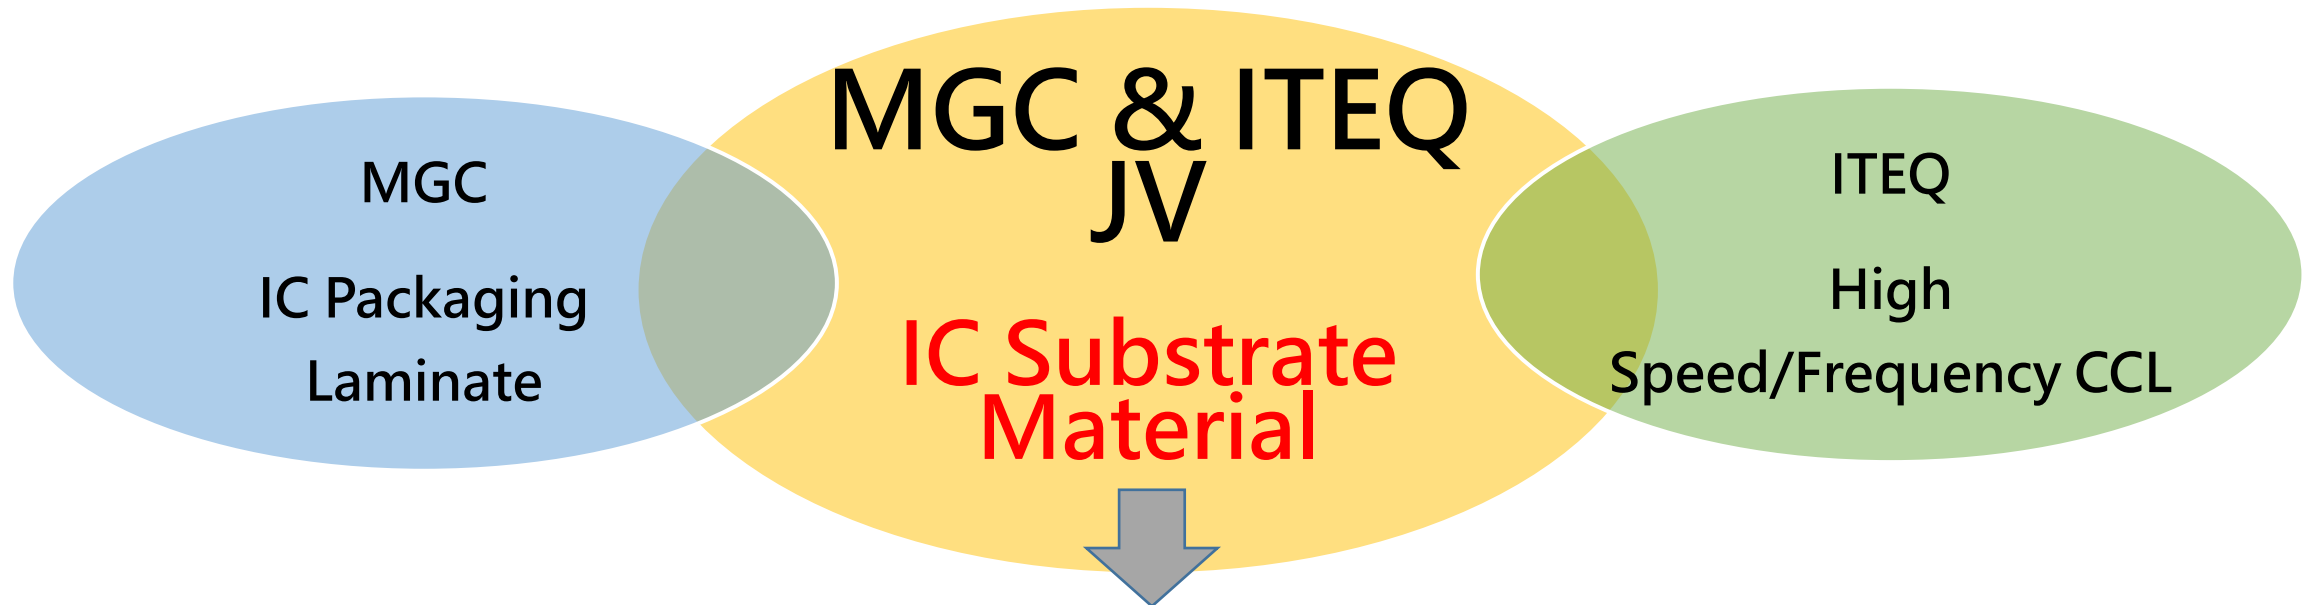 MGC
IC Packaging
Laminate
MGC & ITEQ
JV
IC Substrate
Material
ITEQ
High
Speed/Frequency CCL